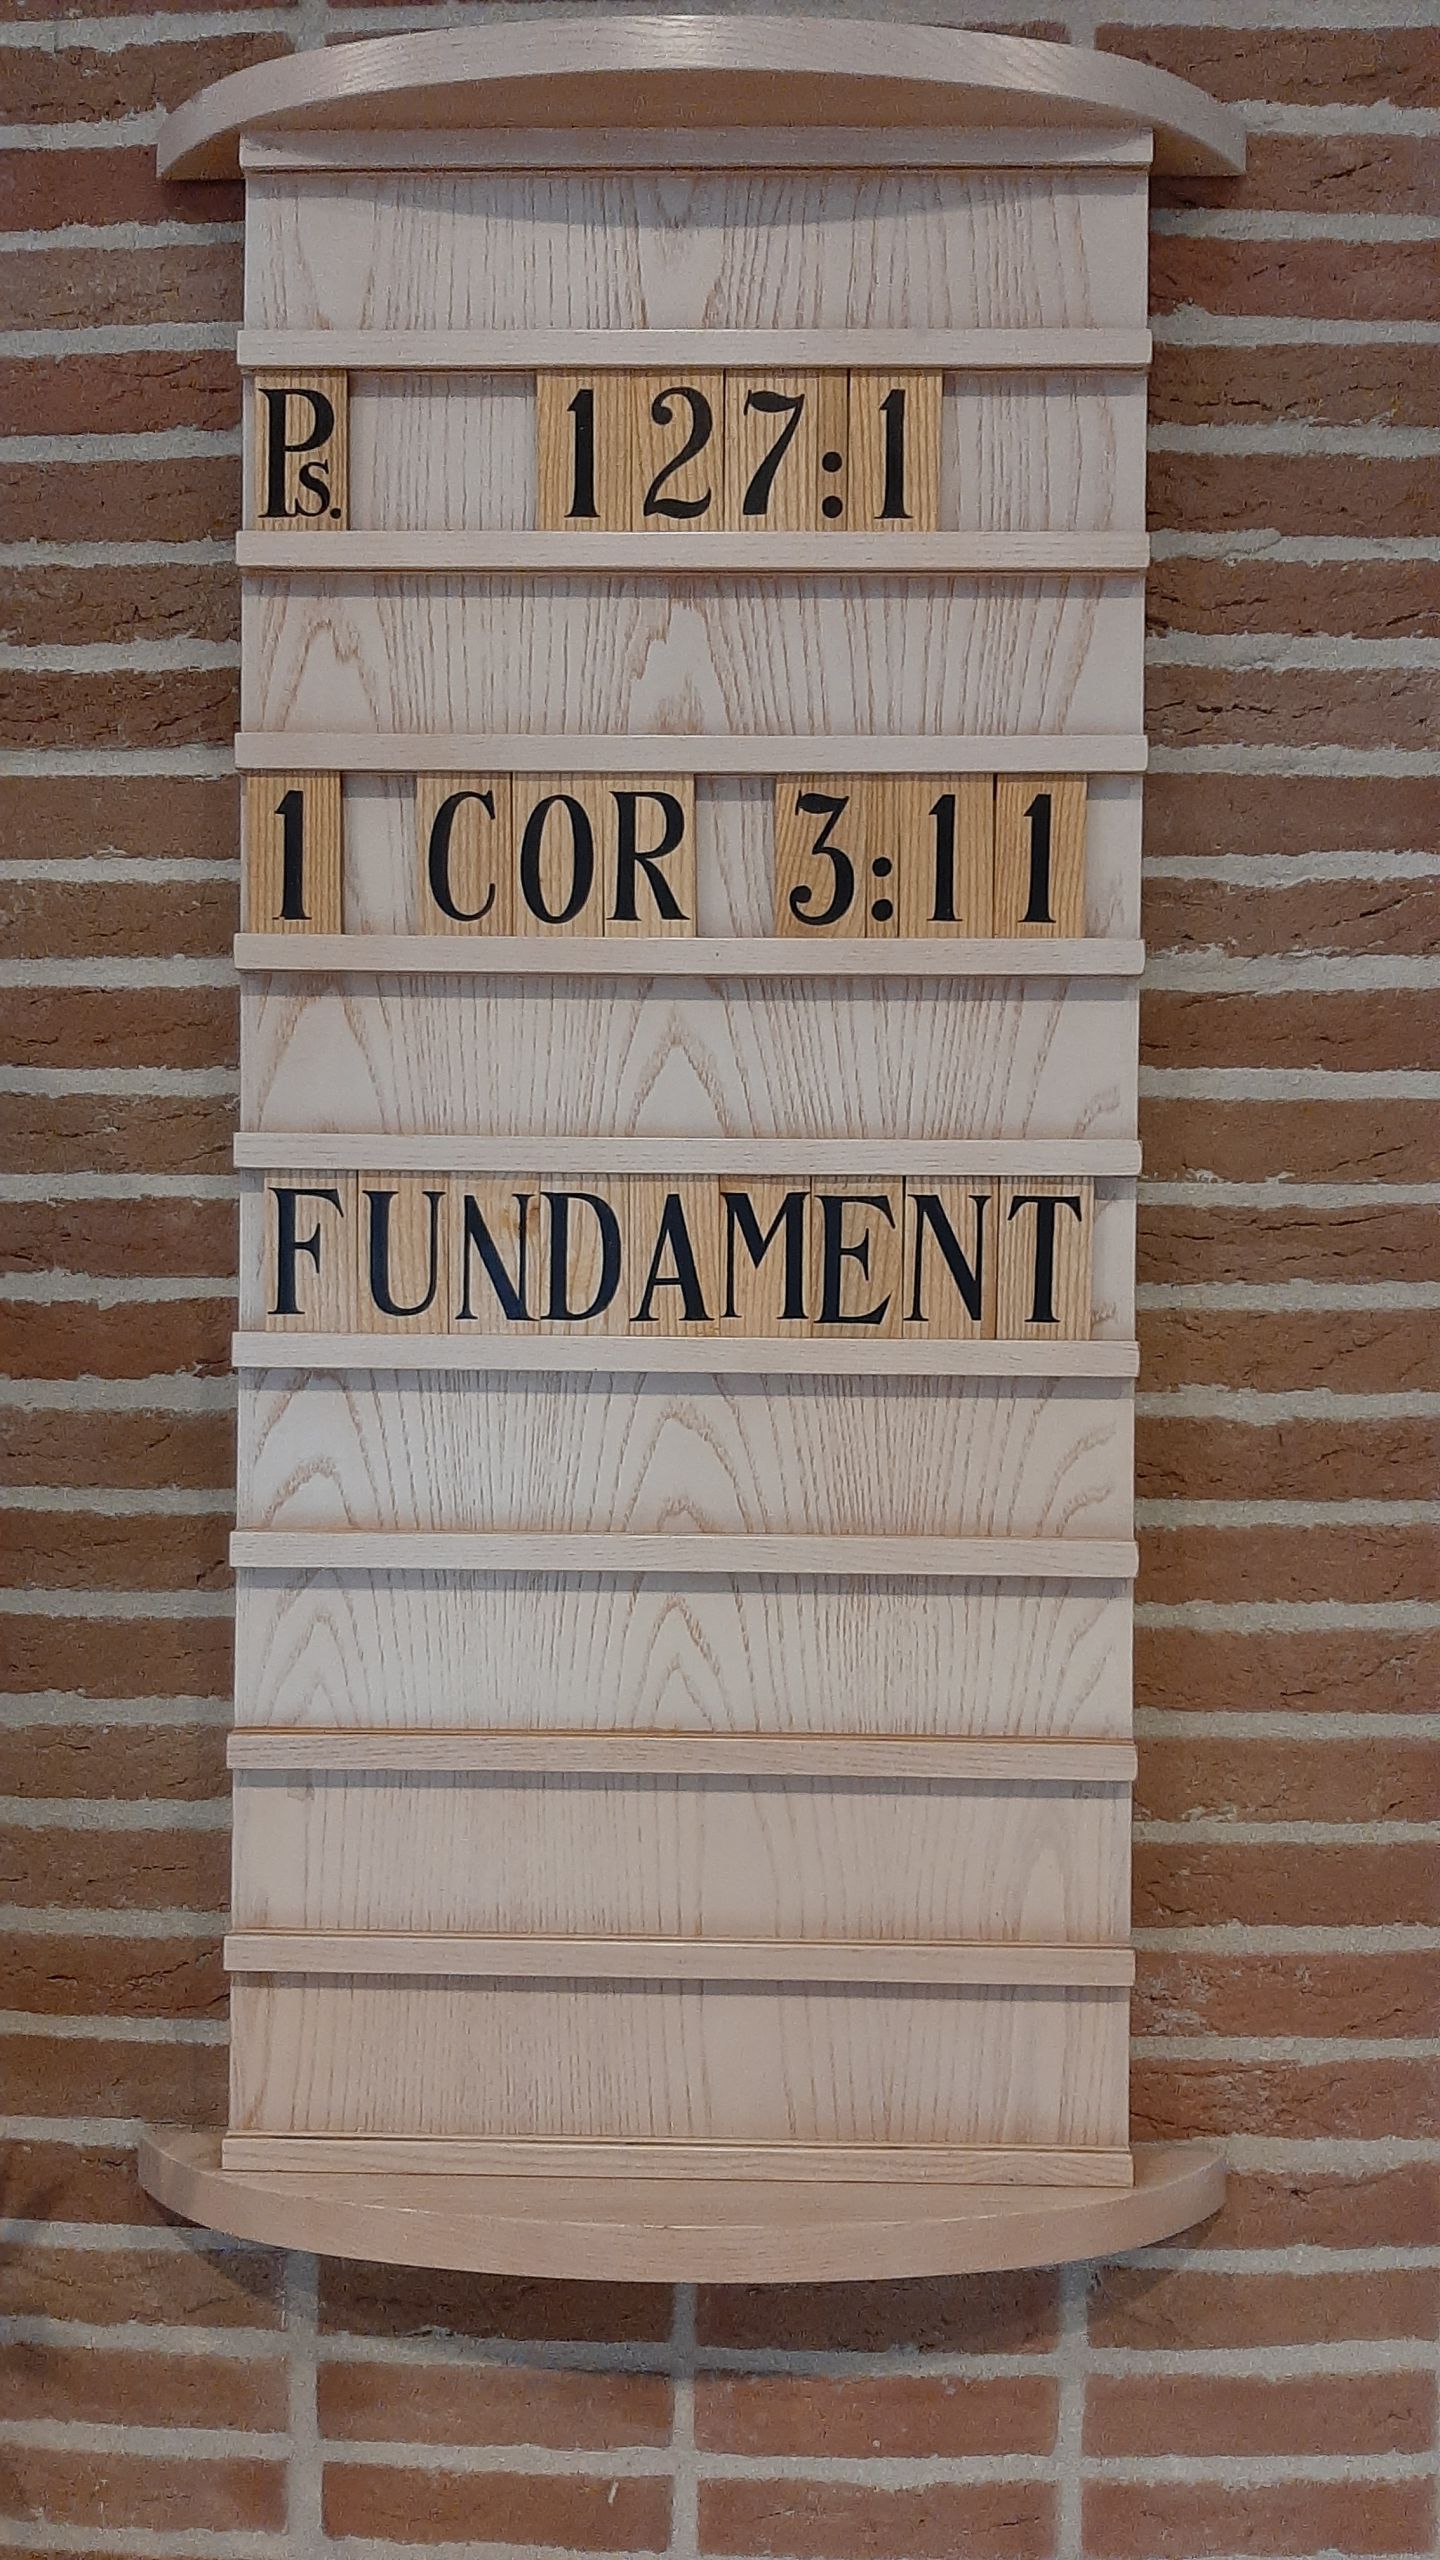 Ps. 127:1
1 COR 3:11
FUNDAMENT